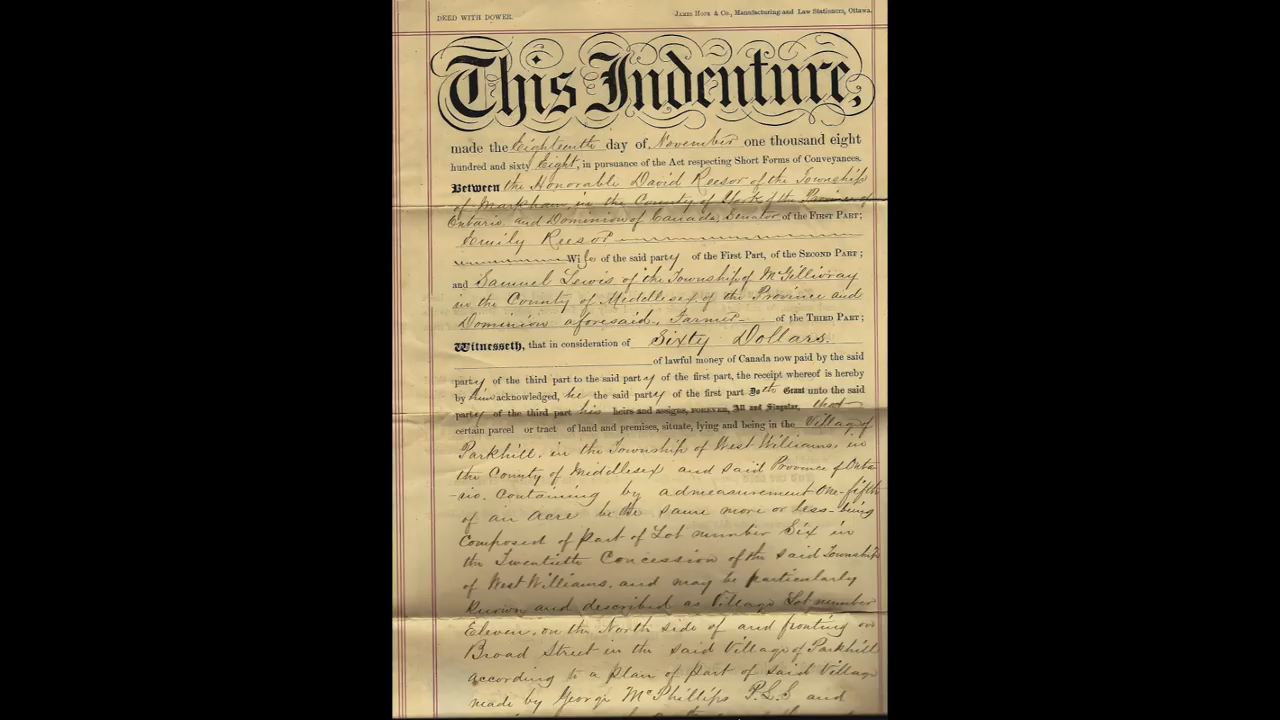 DEED WITH DOWER.
JAMES HOPE & CO., Manufacturing and Law Stationers, Ottawa.
This Indenture,
made the Eighteenth day of November one thousand eight
hundred and sixty Eight, in pursuance of the Act respecting Short Forms of Conveyances.
Between the Honorable David Reesor of the Township
of Markham, in the County of York of the Province of
Ontario and Dominion of Canada, Senator of the FIRST PART;
Emily Reesor
Wife of the said party of the First Part, of the SECOND PART;
and Samuel Lewis of the Township of McGillivray
in the County of Middlesex of the Province and
Dominion aforesaid, Farmer of the THIRD PART;
Witnesseth, that in consideration of Sixty Dollars.
of lawful money of Canada now paid by the said
party of the third part to the said party of the first part, the receipt whereof is hereby
by him acknowledged, he the said party of the first part Doth Grant unto the said
party of the third part his heirs and assigns, FOREVER, All and Singular, that
certain parcel or tract of land and premises, situate, lying and being in the Village of
Parkhill, in the Township of West Williams, in
the County of Middlesex and said Province of Onta
-rio. Containing by admeasurement One-fifth
of an Acre be the same more or less - being
Composed of part of Lot number Six in
the Twentieth Concession of the said Township
of West Williams. and may be particularly
known and described as Village Lot number
Eleven. on the North side of and fronting on
Broad Street in the said Village of Parkhill
according to a plan of part of said Village
made by George McPhillips P.L.S and